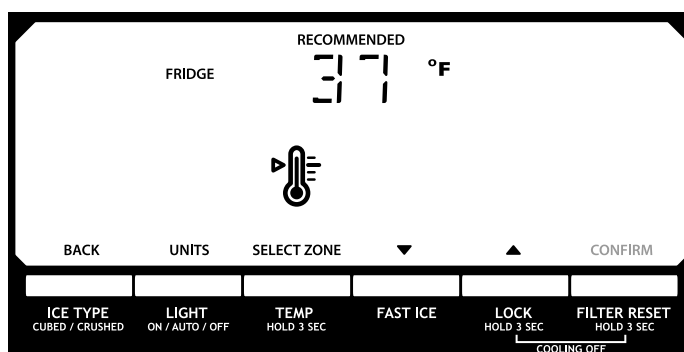 RECOMMENDED
FRIDGE 37 °F
BACK UNITS SELECT ZONE ▼ ▲ CONFIRM
ICE TYPE LIGHT TEMP FAST ICE LOCK FILTER RESET
CUBED / CRUSHED ON / AUTO / OFF HOLD 3 SEC HOLD 3 SEC HOLD 3 SEC
COOLING OFF